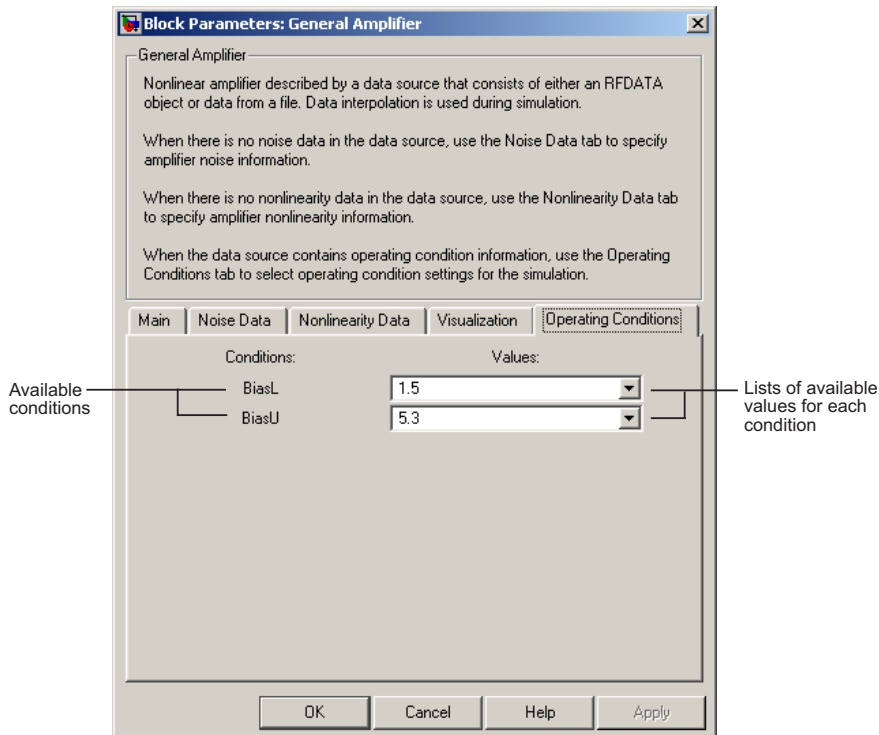 Block Parameters: General Amplifier
General Amplifier
Nonlinear amplifier described by a data source that consists of either an RFDATA
object or data from a file. Data interpolation is used during simulation.
When there is no noise data in the data source, use the Noise Data tab to specify
amplifier noise information.
When there is no nonlinearity data in the data source, use the Nonlinearity Data tab
to specify amplifier nonlinearity information.
When the data source contains operating condition information, use the Operating
Conditions tab to select operating condition settings for the simulation.
Main Noise Data Nonlinearity Data Visualization Operating Conditions
Conditions: Values:
Available
conditions
BiasL 1.5
BiasU 5.3
Lists of available
values for each
condition
OK Cancel Help Apply